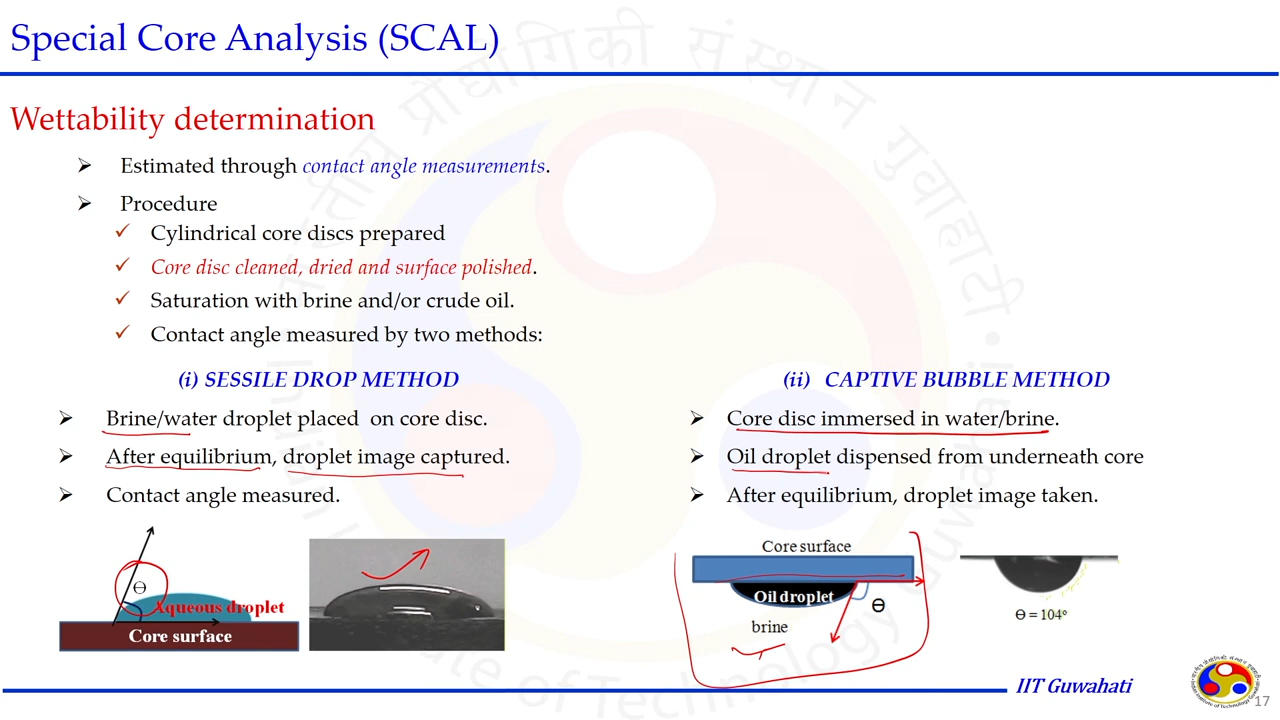 Special Core Analysis (SCAL)
Wettability determination
Estimated through contact angle measurements.
Procedure
Cylindrical core discs prepared
Core disc cleaned, dried and surface polished.
Saturation with brine and/or crude oil.
Contact angle measured by two methods:
(i) SESSILE DROP METHOD
Brine/water droplet placed on core disc.
After equilibrium, droplet image captured.
Contact angle measured.
Θ
Aqueous droplet
Core surface
(ii) CAPTIVE BUBBLE METHOD
Core disc immersed in water/brine.
Oil droplet dispensed from underneath core
After equilibrium, droplet image taken.
Core surface
Oil droplet
Θ
brine
Θ = 104°
IIT Guwahati
17